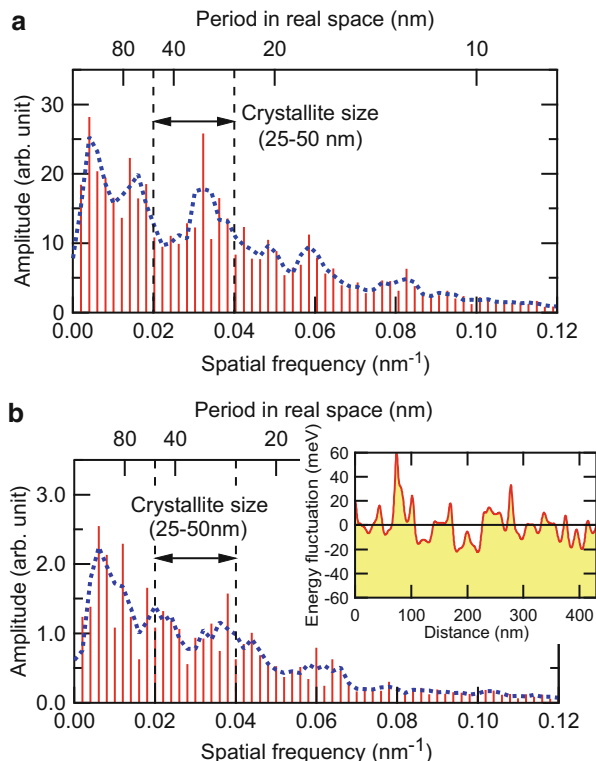 a
Period in real space (nm)
80 40 20 10
Amplitude (arb. unit)
30
20
10
0
Crystallite size
(25-50 nm)
0.00 0.02 0.04 0.06 0.08 0.10 0.12
Spatial frequency (nm⁻¹)
b
Period in real space (nm)
80 40 20
Amplitude (arb. unit)
3.0
2.0
1.0
0.0
Crystallite size
(25-50nm)
Energy fluctuation (meV)
60
40
20
0
-20
-40
-60
0 100 200 300 400
Distance (nm)
0.00 0.02 0.04 0.06 0.08 0.10 0.12
Spatial frequency (nm⁻¹)